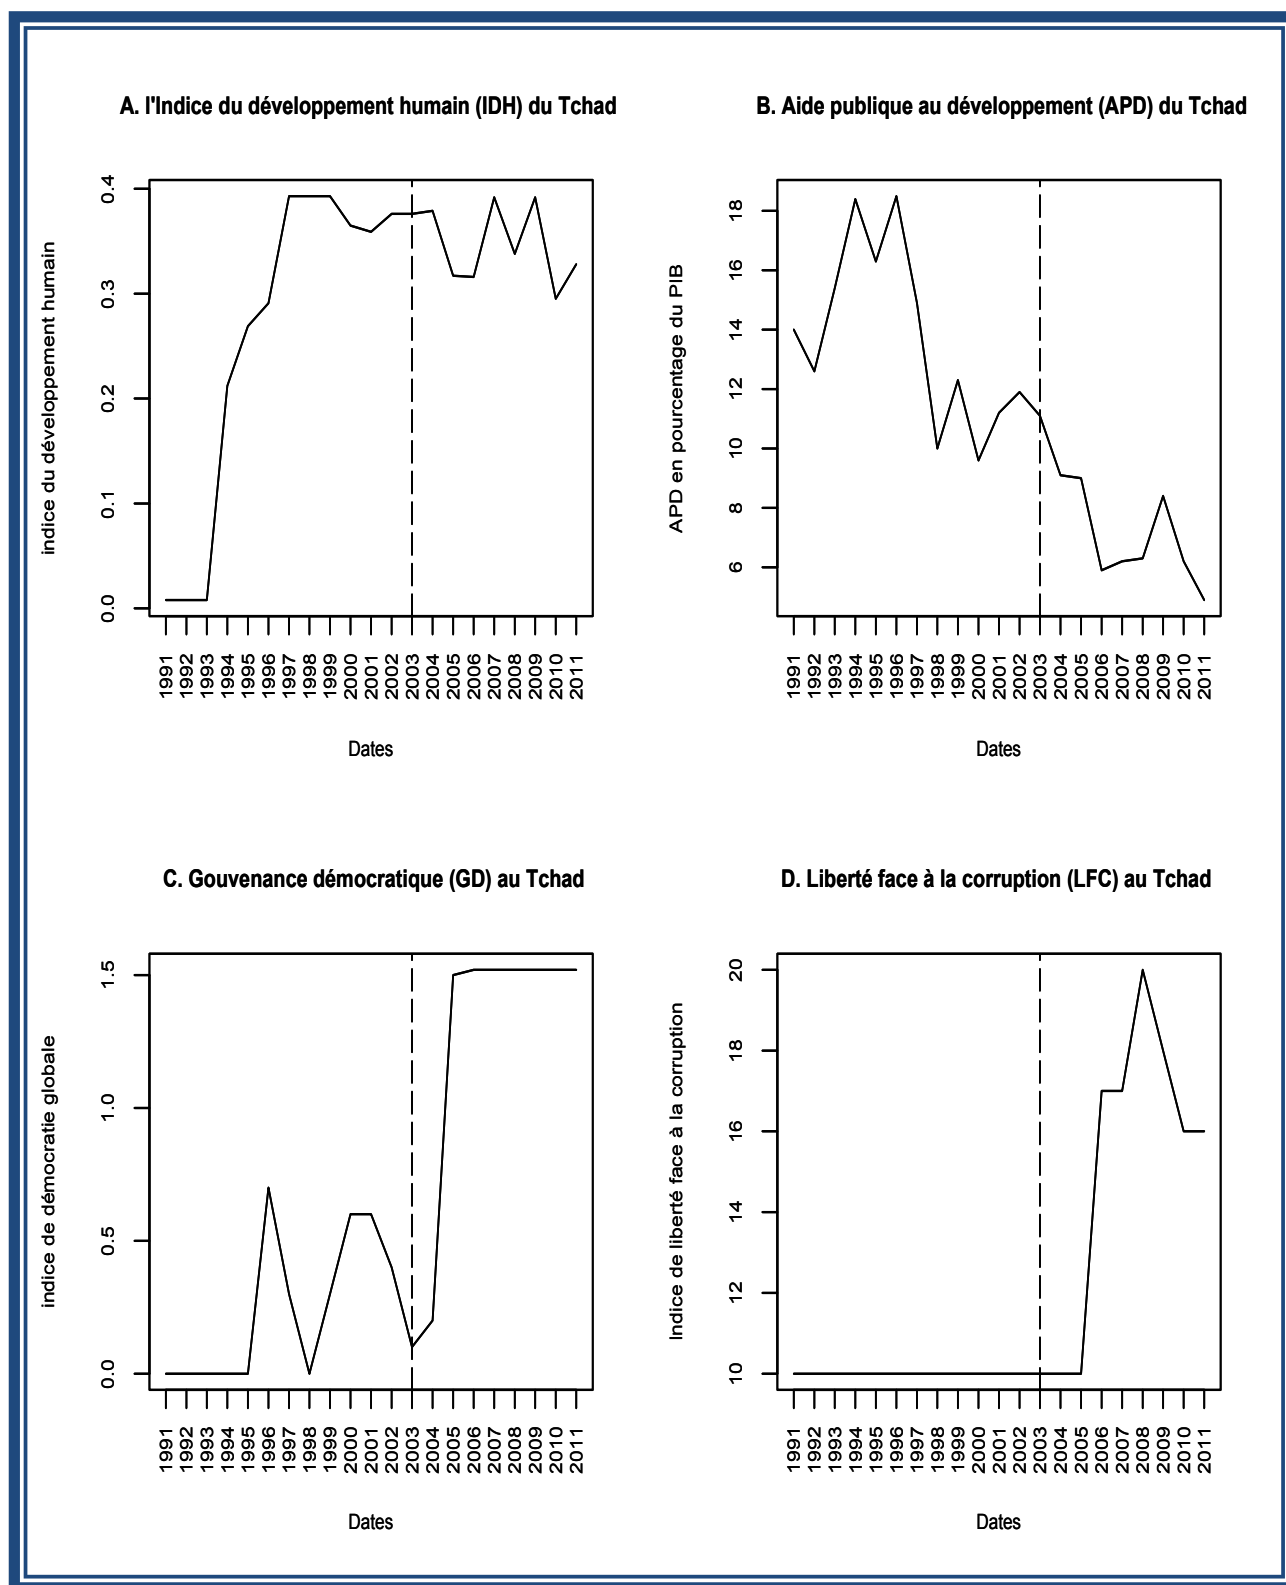 A. l'Indice du développement humain (IDH) du Tchad
indice du développement humain
0.4
0.3
0.2
0.1
0.0
1991 1992 1993 1994 1995 1996 1997 1998 1999 2000 2001 2002 2003 2004 2005 2006 2007 2008 2009 2010 2011
Dates
B. Aide publique au développement (APD) du Tchad
APD en pourcentage du PIB
18
16
14
12
10
8
6
1991 1992 1993 1994 1995 1996 1997 1998 1999 2000 2001 2002 2003 2004 2005 2006 2007 2008 2009 2010 2011
Dates
C. Gouvenance démocratique (GD) au Tchad
indice de démocratie globale
1.5
1.0
0.5
0.0
1991 1992 1993 1994 1995 1996 1997 1998 1999 2000 2001 2002 2003 2004 2005 2006 2007 2008 2009 2010 2011
Dates
D. Liberté face à la corruption (LFC) au Tchad
Indice de liberté face à la corruption
20
18
16
14
12
10
1991 1992 1993 1994 1995 1996 1997 1998 1999 2000 2001 2002 2003 2004 2005 2006 2007 2008 2009 2010 2011
Dates